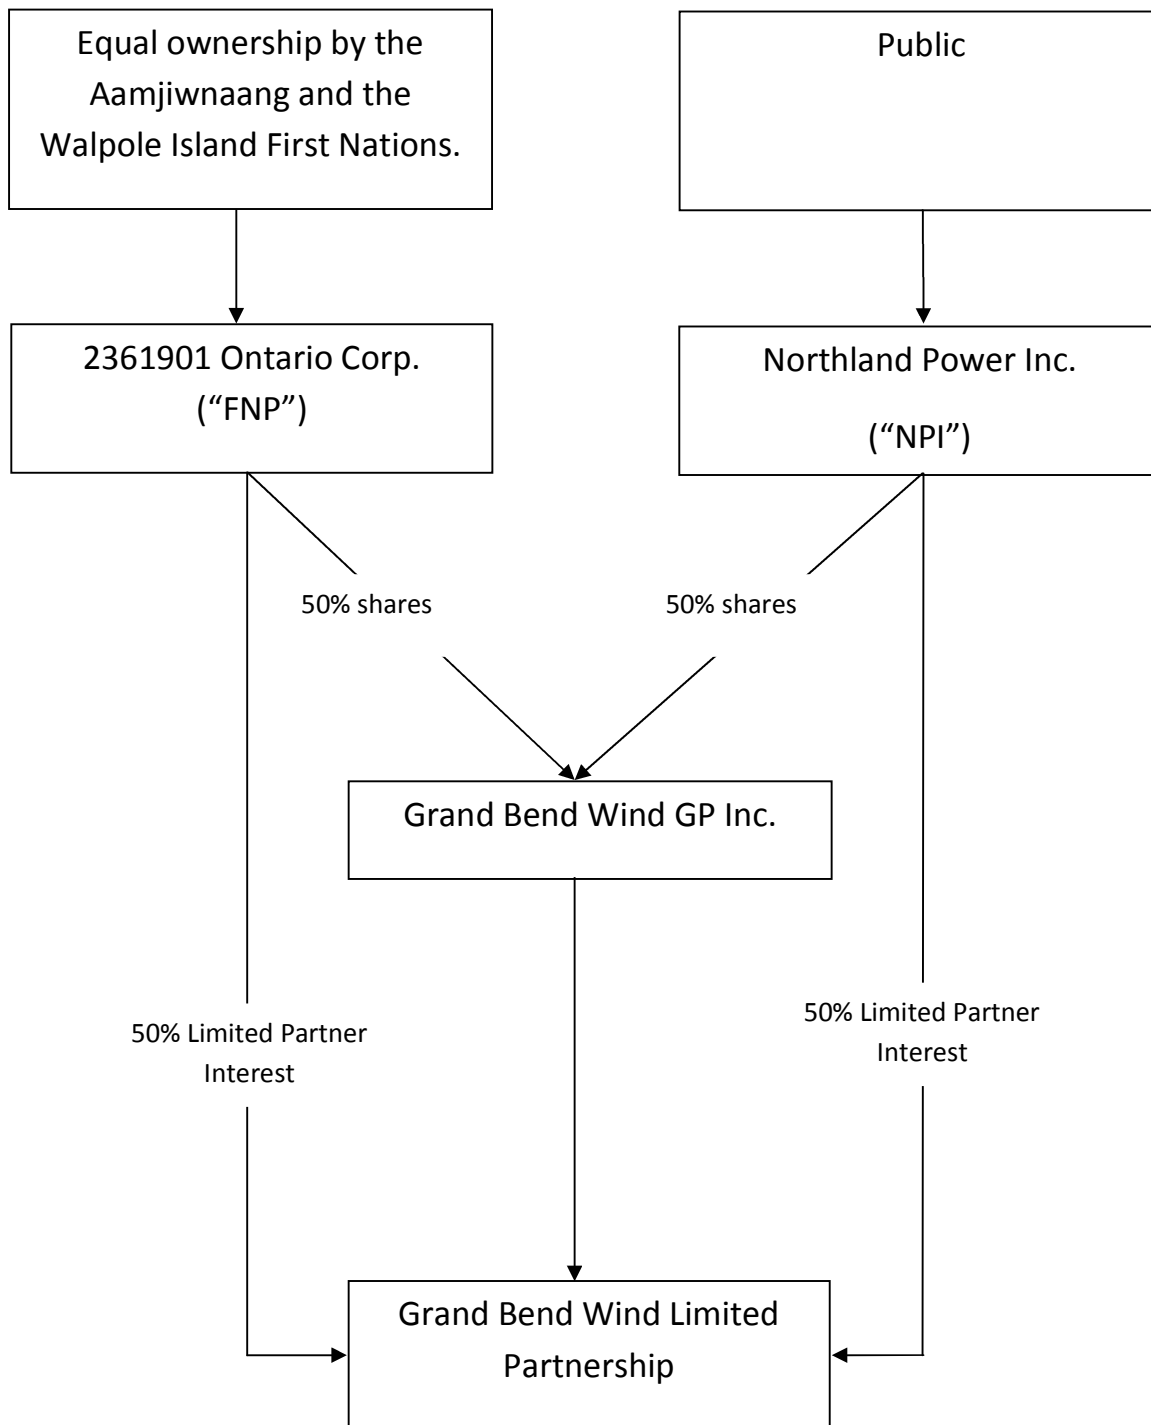 Equal ownership by the
Aamjiwnaang and the
Walpole Island First Nations.
Public
2361901 Ontario Corp.
(“FNP”)
Northland Power Inc.
(“NPI”)
50% shares
50% shares
Grand Bend Wind GP Inc.
50% Limited Partner
Interest
50% Limited Partner
Interest
Grand Bend Wind Limited
Partnership